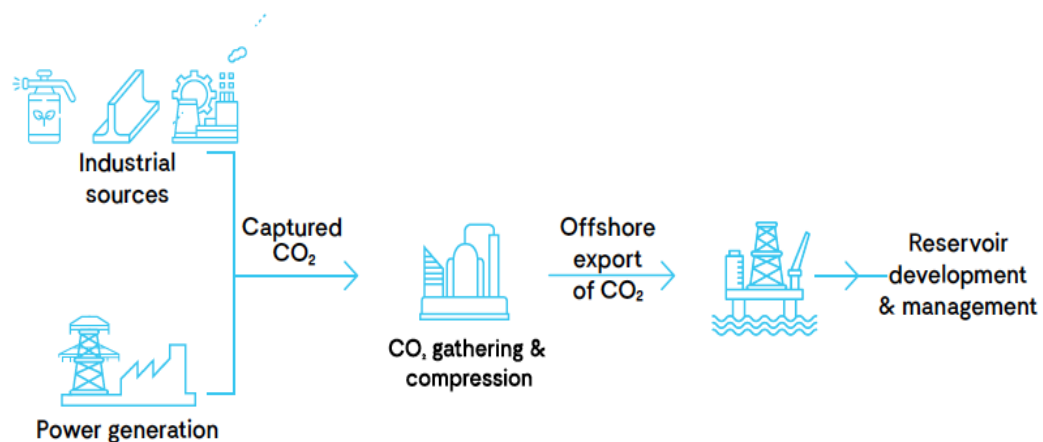 Industrial
sources
Captured
CO₂
Offshore
export
of CO₂
Reservoir
development
& management
CO₂ gathering &
compression
Power generation